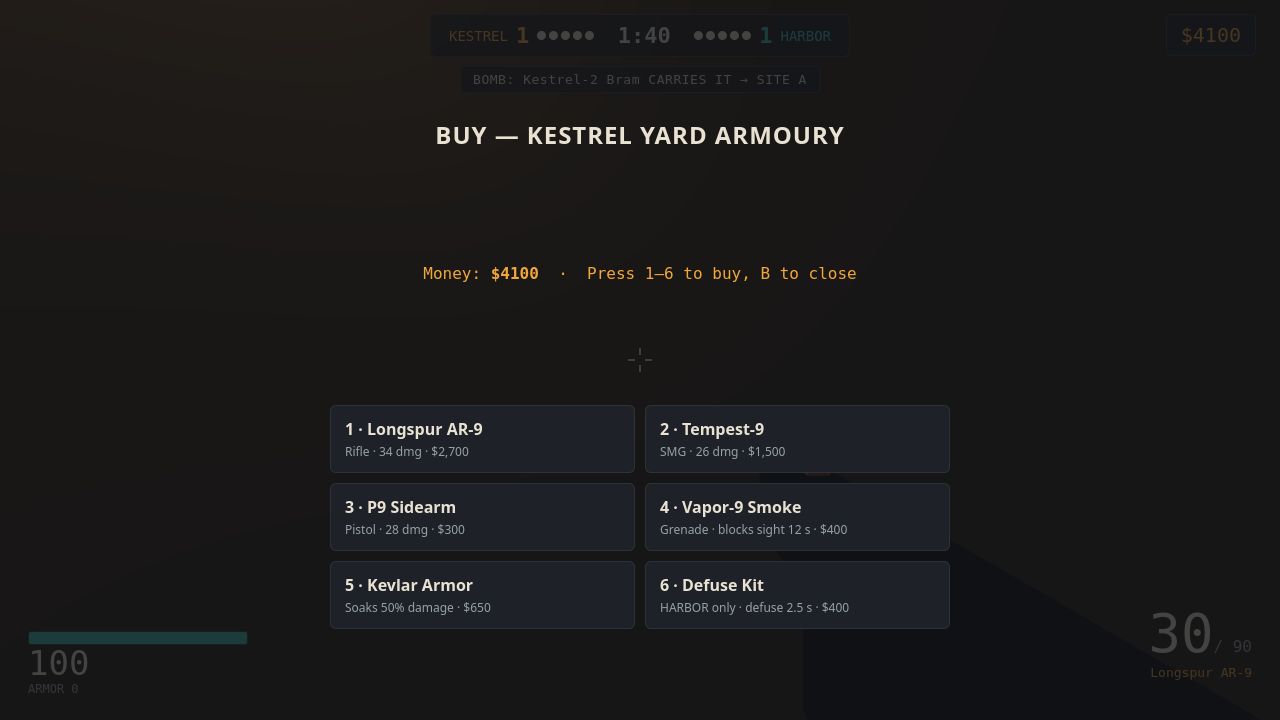 KESTREL 1 1:40 1 HARBOR
$4100
BOMB: Kestrel-2 Bram CARRIES IT → SITE A
BUY — KESTREL YARD ARMOURY
Money: $4100 · Press 1–6 to buy, B to close
1 · Longspur AR-9
Rifle · 34 dmg · $2,700
2 · Tempest-9
SMG · 26 dmg · $1,500
3 · P9 Sidearm
Pistol · 28 dmg · $300
4 · Vapor-9 Smoke
Grenade · blocks sight 12 s · $400
5 · Kevlar Armor
Soaks 50% damage · $650
6 · Defuse Kit
HARBOR only · defuse 2.5 s · $400
100
ARMOR 0
30 / 90
Longspur AR-9